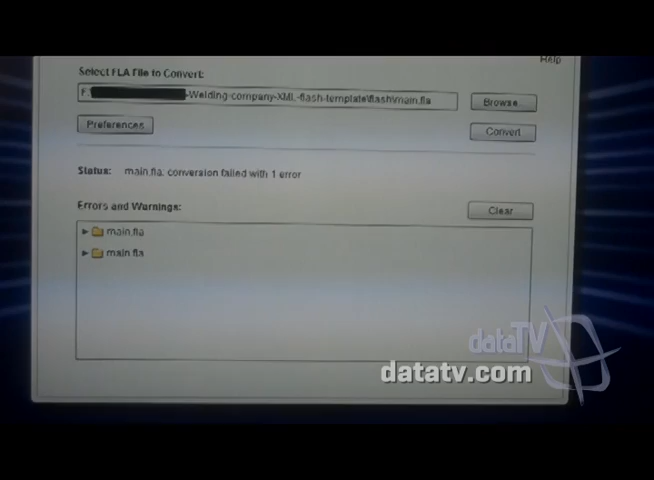 Help
Select FLA File to Convert:
F: -Welding-company-XML-flash-template\flash\main.fla
Browse...
Preferences
Convert
Status: main.fla, conversion failed with 1 error
Errors and Warnings:
Clear
main.fla
main.fla
dataTV
datatv.com